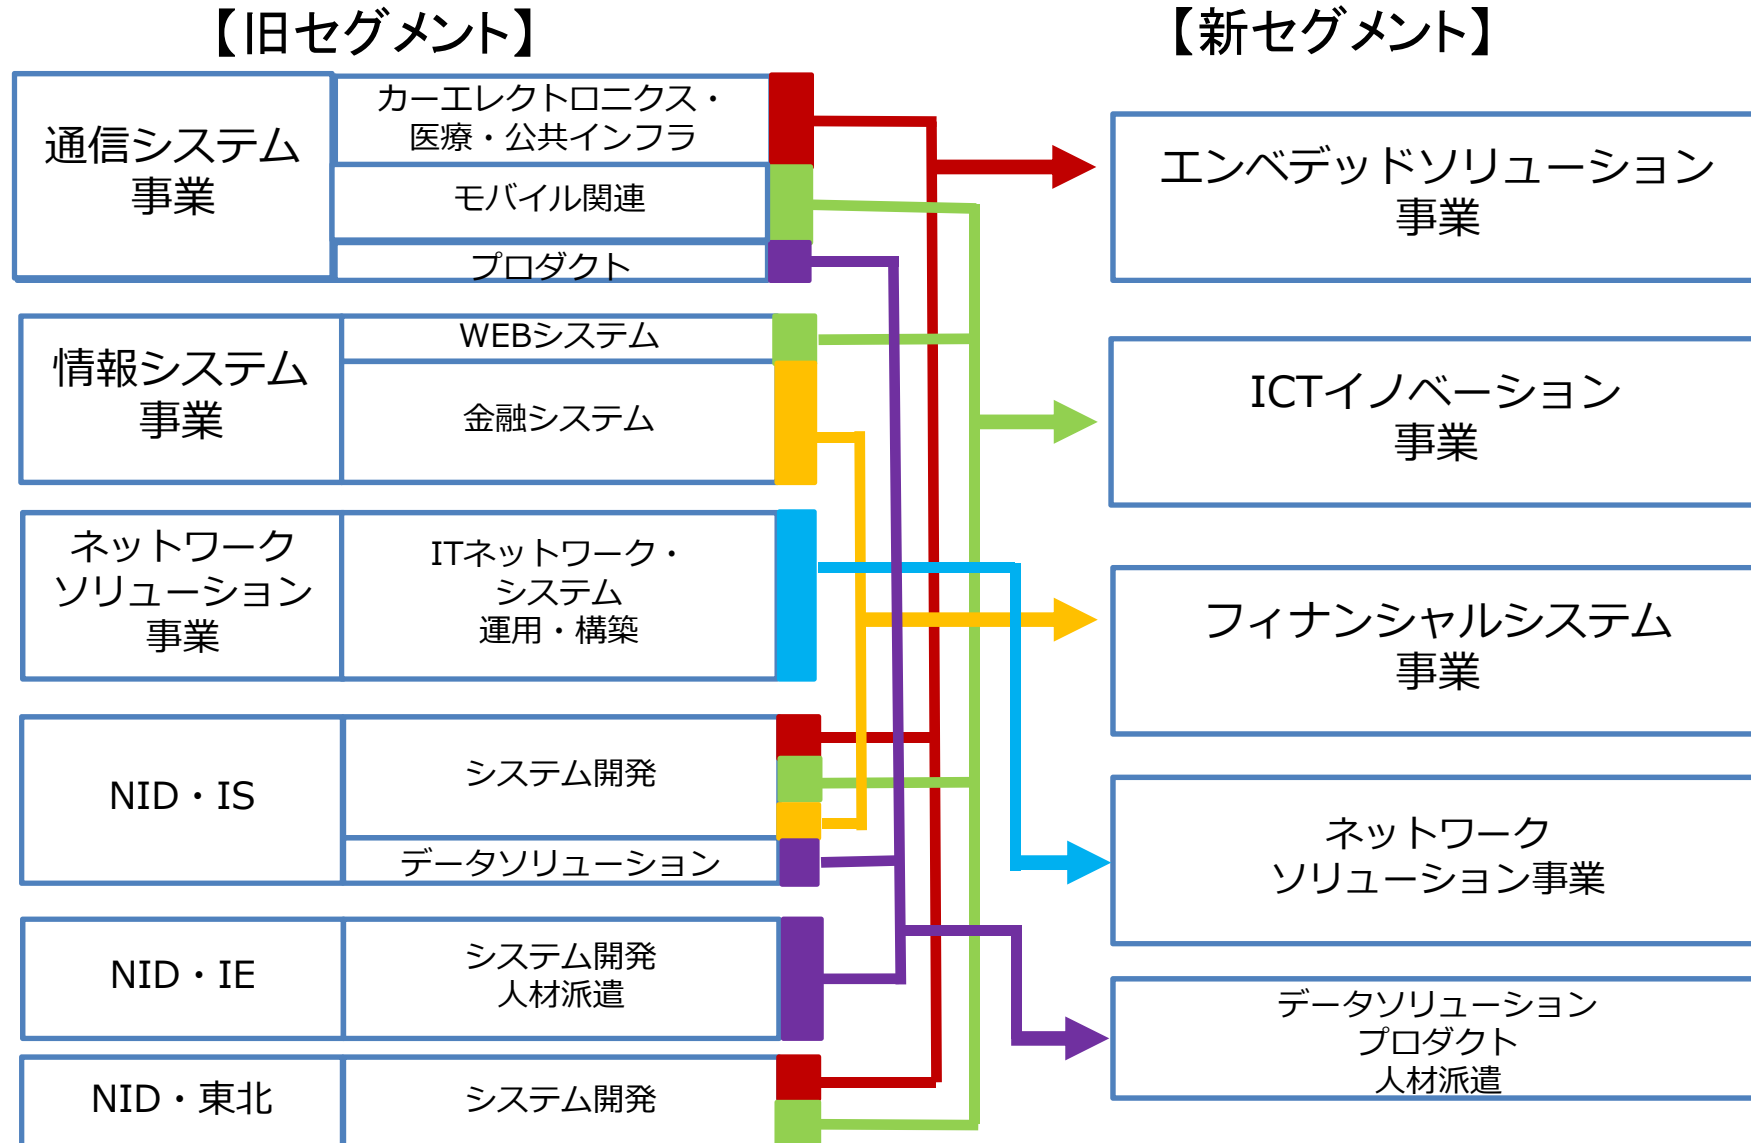 【旧セグメント】
【新セグメント】
通信システム
事業
カーエレクトロニクス・
医療・公共インフラ
モバイル関連
プロダクト
情報システム
事業
WEBシステム
金融システム
ネットワーク
ソリューション
事業
ITネットワーク・
システム
運用・構築
NID・IS
システム開発
データソリューション
NID・IE
システム開発
人材派遣
NID・東北
システム開発
エンベデッドソリューション
事業
ICTイノベーション
事業
フィナンシャルシステム
事業
ネットワーク
ソリューション事業
データソリューション
プロダクト
人材派遣